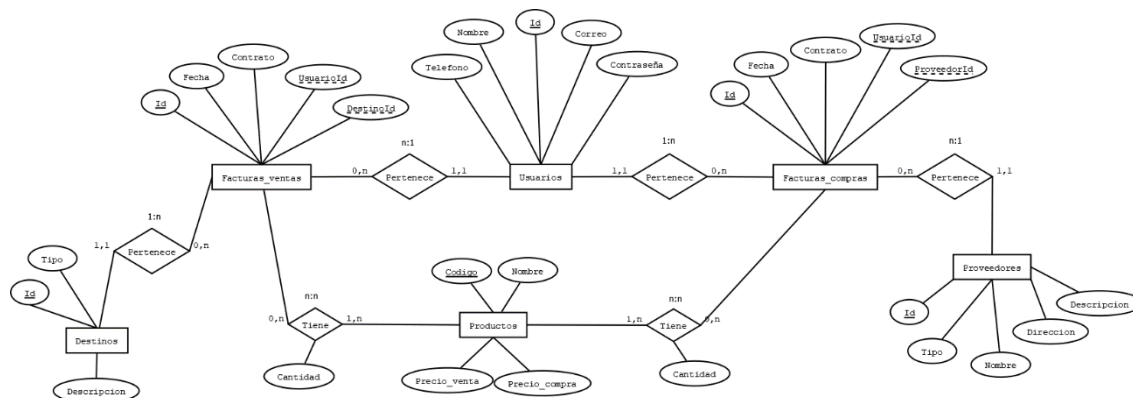 Id
Nombre
Correo
Telefono
Contraseña
Contrato
Fecha
UsuarioId
Id
DestinoId
UsuarioId
Contrato
Fecha
ProveedorId
Id
n:1
1:n
n:1
Facturas_ventas
0,n
Pertenece
1,1
Usuarios
1,1
Pertenece
0,n
Facturas_compras
0,n
Pertenece
1,1
1:n
1,1
Pertenece
0,n
Tipo
Id
Destinos
Descripcion
n:n
0,n
Tiene
1,n
Cantidad
Codigo
Nombre
Productos
Precio_venta
Precio_compra
n:n
1,n
Tiene
0,n
Cantidad
Proveedores
Id
Descripcion
Direccion
Tipo
Nombre